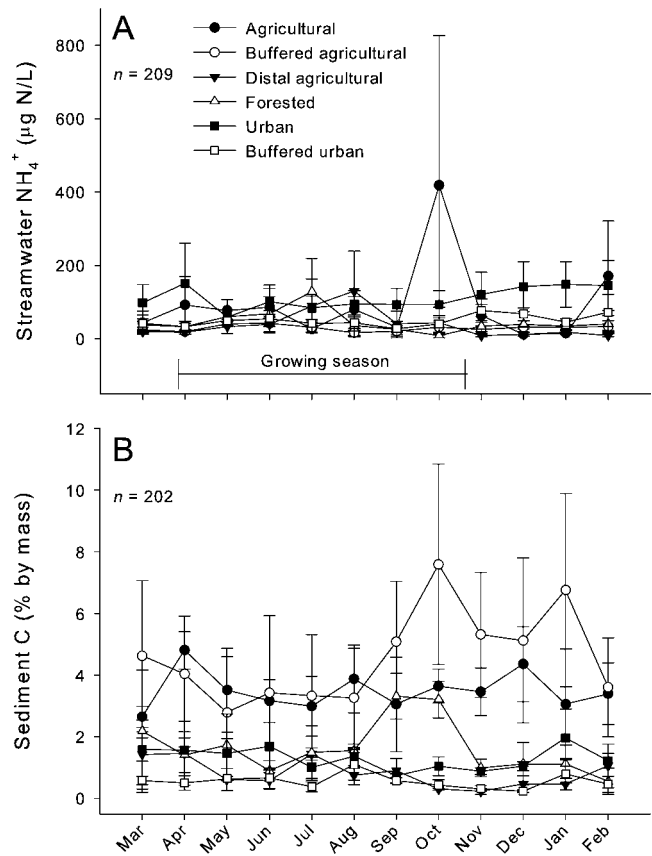 A
n = 209
Agricultural
Buffered agricultural
Distal agricultural
Forested
Urban
Buffered urban
Streamwater NH₄⁺ (µg N/L)
800
600
400
200
0
Growing season
B
n = 202
Sediment C (% by mass)
12
10
8
6
4
2
0
Mar Apr May Jun Jul Aug Sep Oct Nov Dec Jan Feb